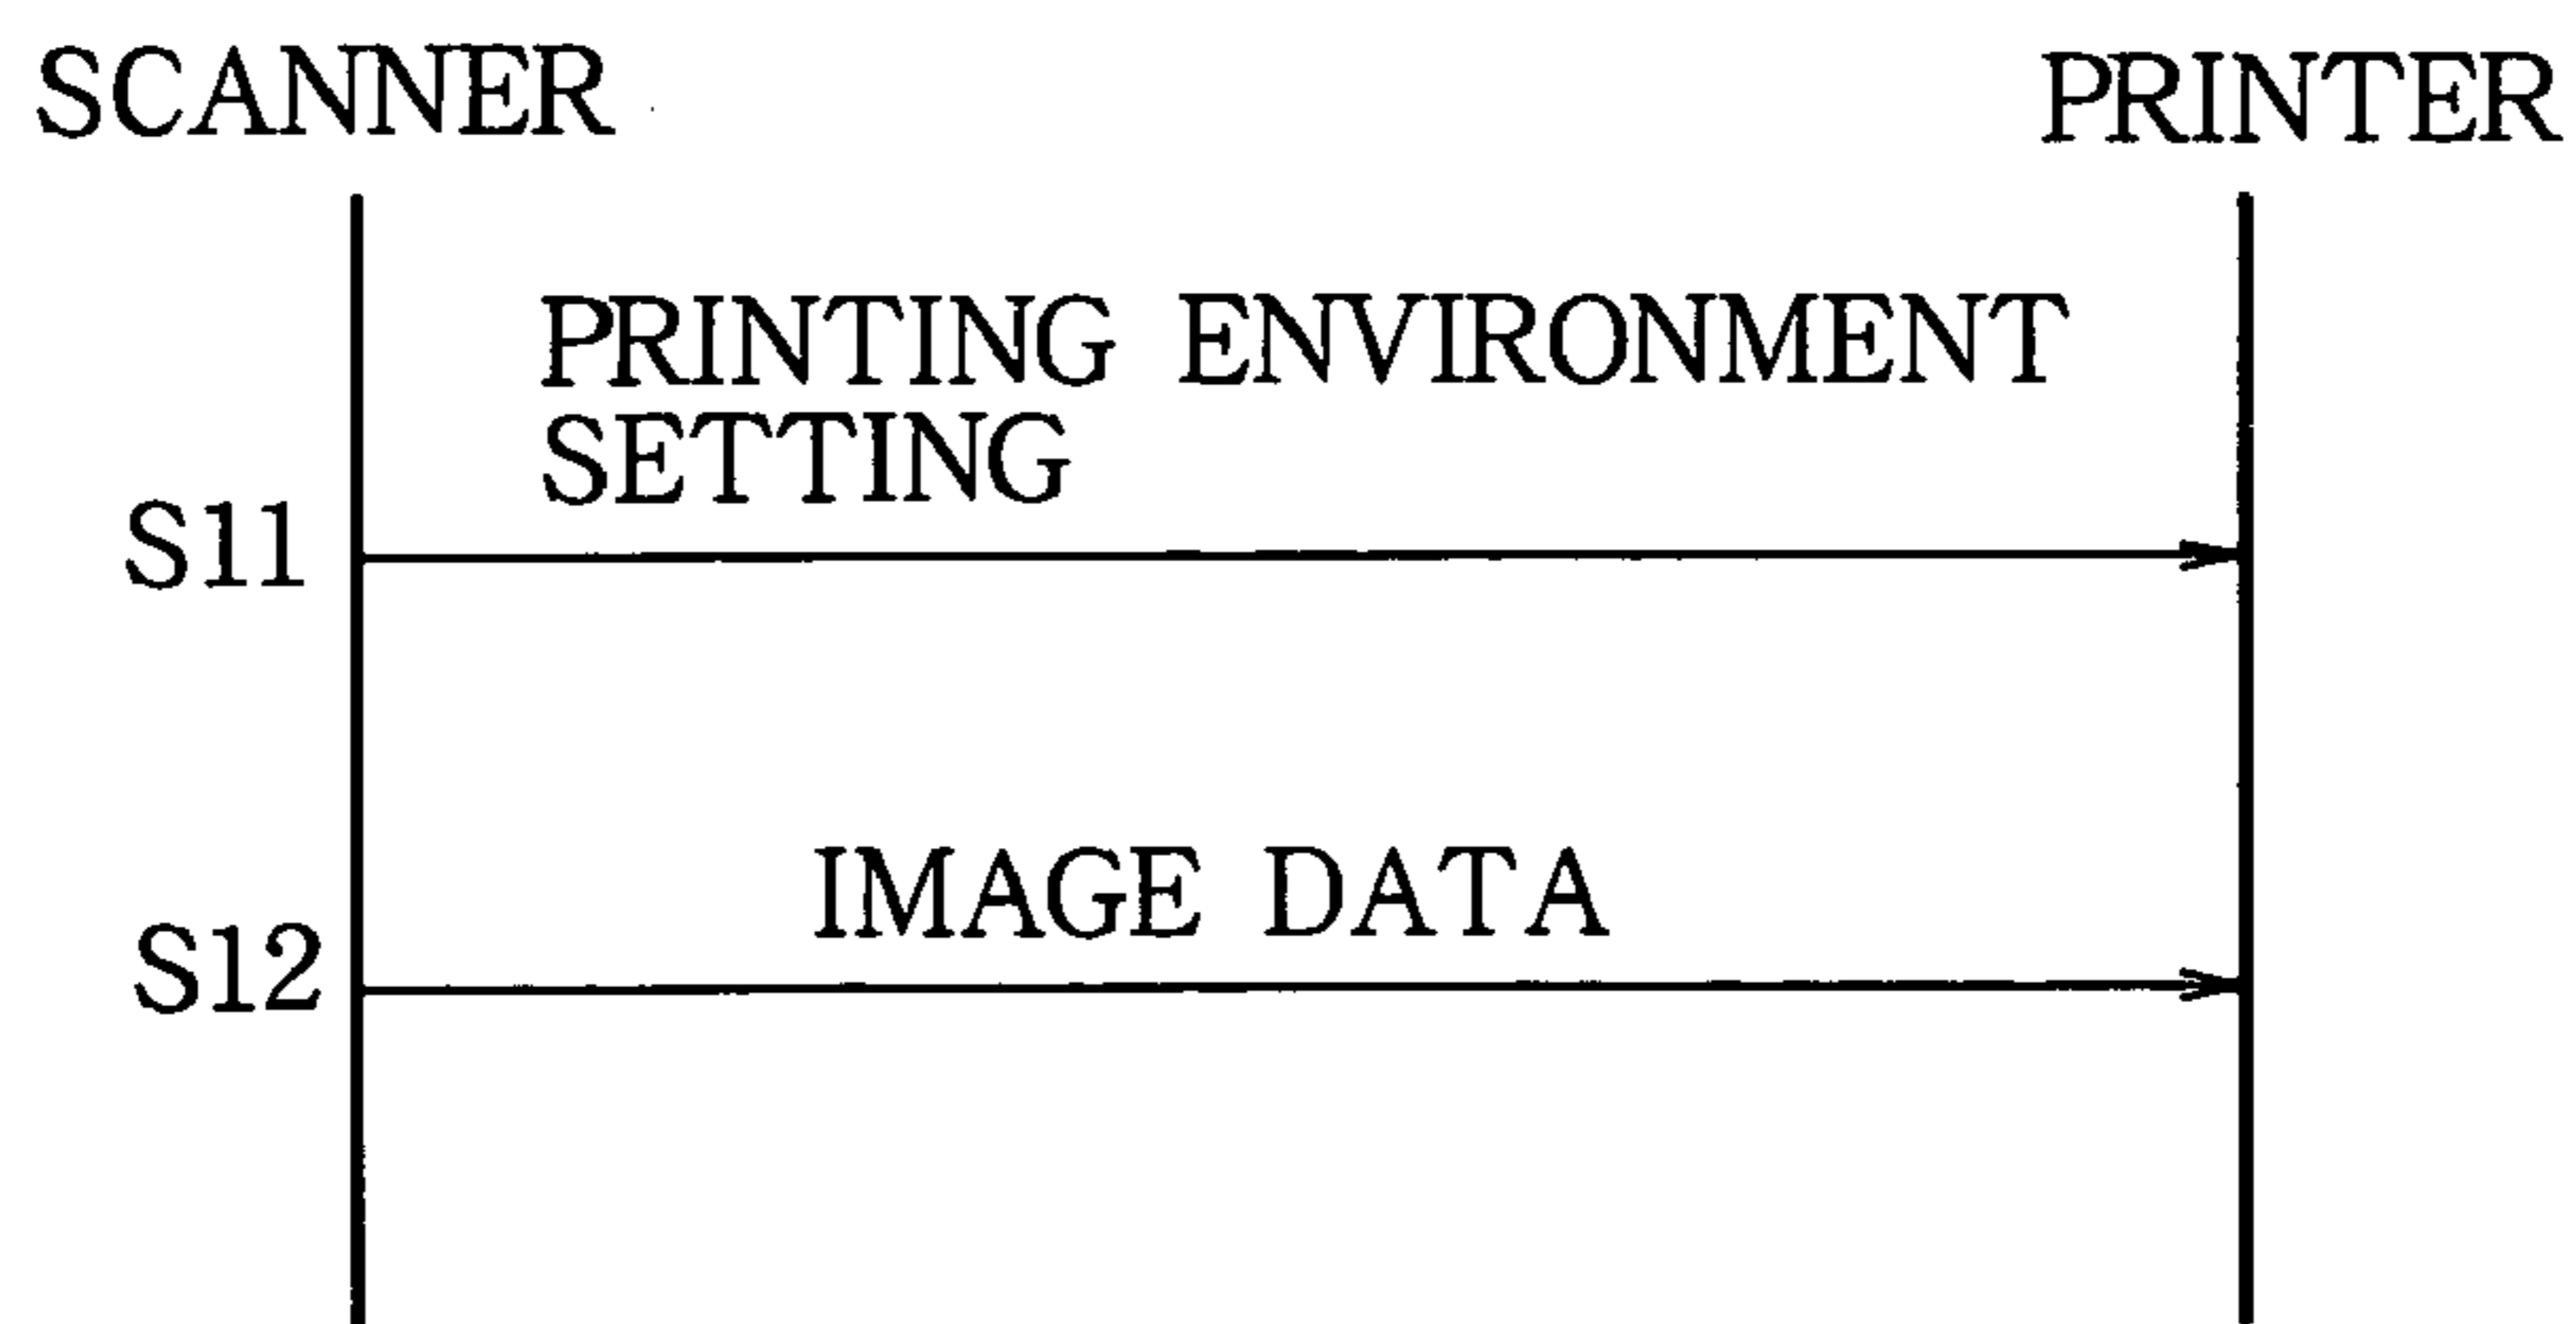 SCANNER
PRINTER
PRINTING ENVIRONMENT
SETTING
S11
IMAGE DATA
S12